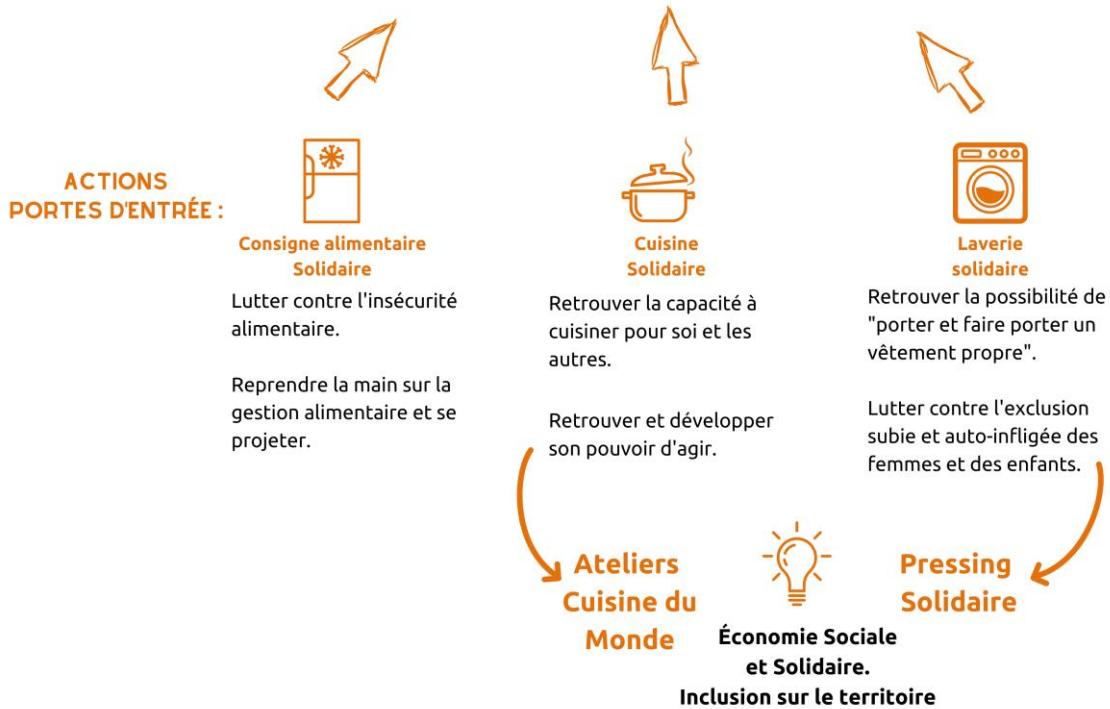 ACTIONS
PORTES D'ENTRÉE :
Consigne alimentaire
Solidaire
Lutter contre l'insécurité
alimentaire.
Reprendre la main sur la
gestion alimentaire et se
projeter.
Cuisine
Solidaire
Retrouver la capacité à
cuisiner pour soi et les
autres.
Retrouver et développer
son pouvoir d'agir.
Laverie
solidaire
Retrouver la possibilité de
"porter et faire porter un
vêtement propre".
Lutter contre l'exclusion
subie et auto-infligée des
femmes et des enfants.
Ateliers
Cuisine du
Monde
Pressing
Solidaire
Économie Sociale
et Solidaire.
Inclusion sur le territoire